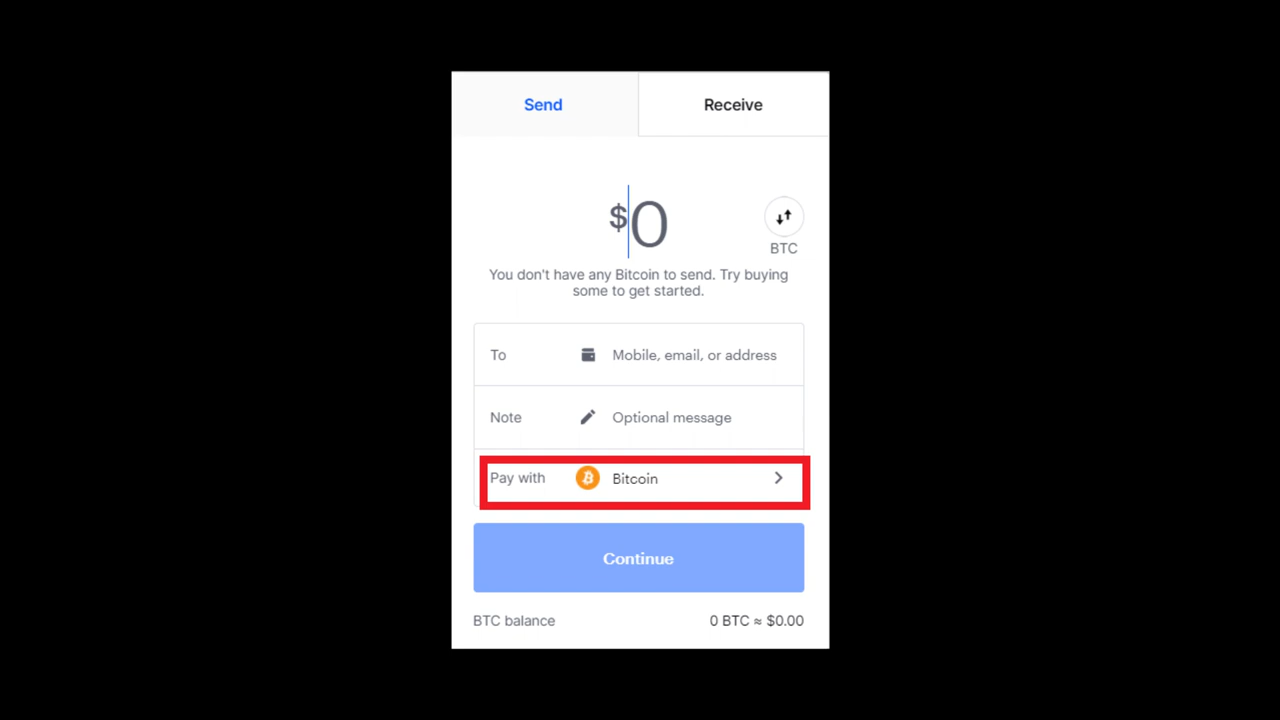 Send
Receive
$0
BTC
You don't have any Bitcoin to send. Try buying
some to get started.
To Mobile, email, or address
Note Optional message
Pay with Bitcoin
Continue
BTC balance 0 BTC ≈ $0.00